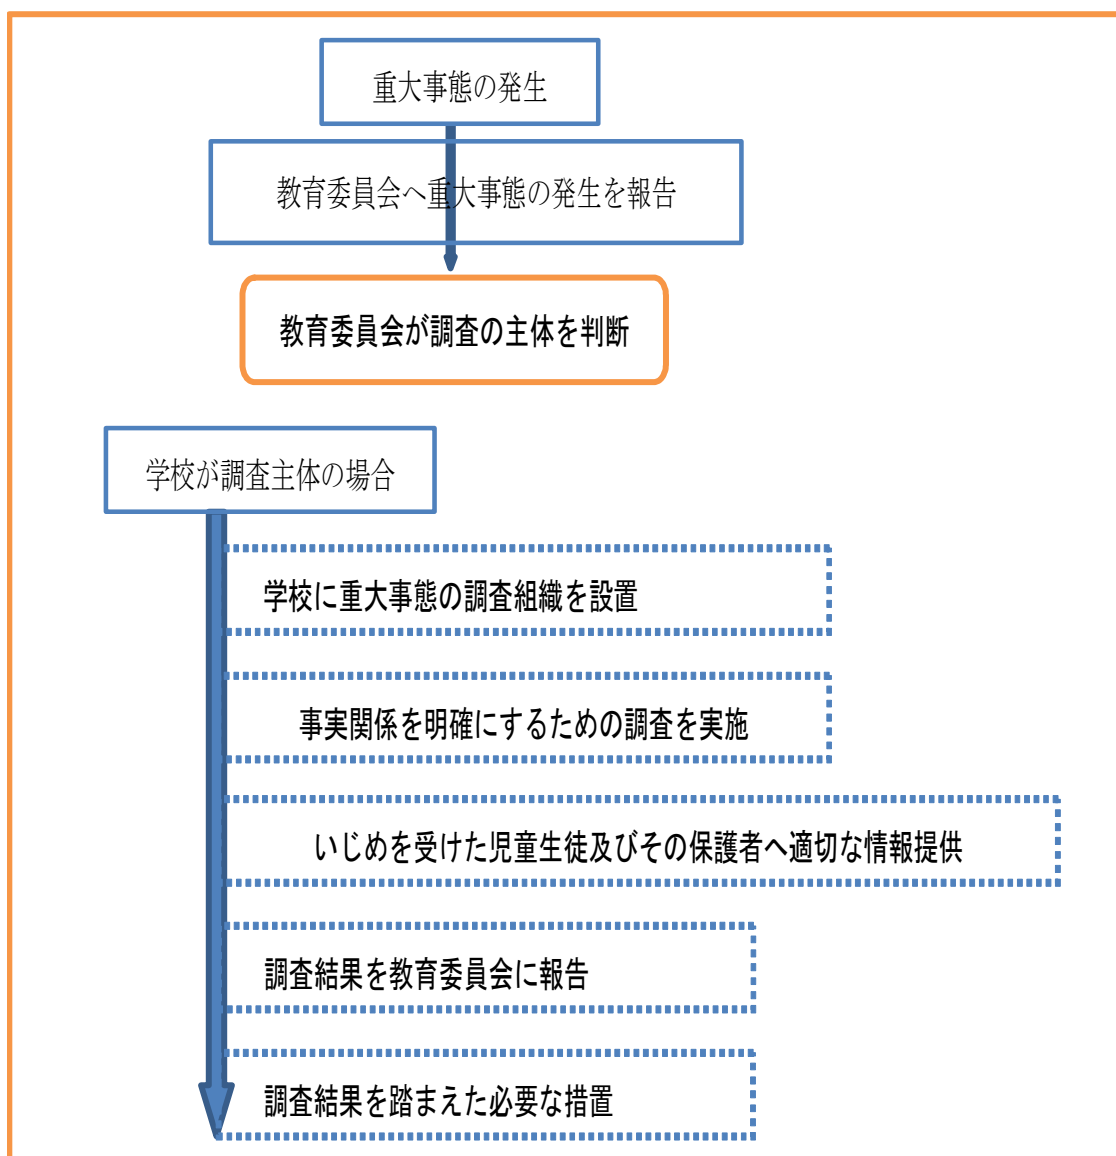 重大事態の発生
教育委員会へ重大事態の発生を報告
教育委員会が調査の主体を判断
学校が調査主体の場合
学校に重大事態の調査組織を設置
事実関係を明確にするための調査を実施
いじめを受けた児童生徒及びその保護者へ適切な情報提供
調査結果を教育委員会に報告
調査結果を踏まえた必要な措置